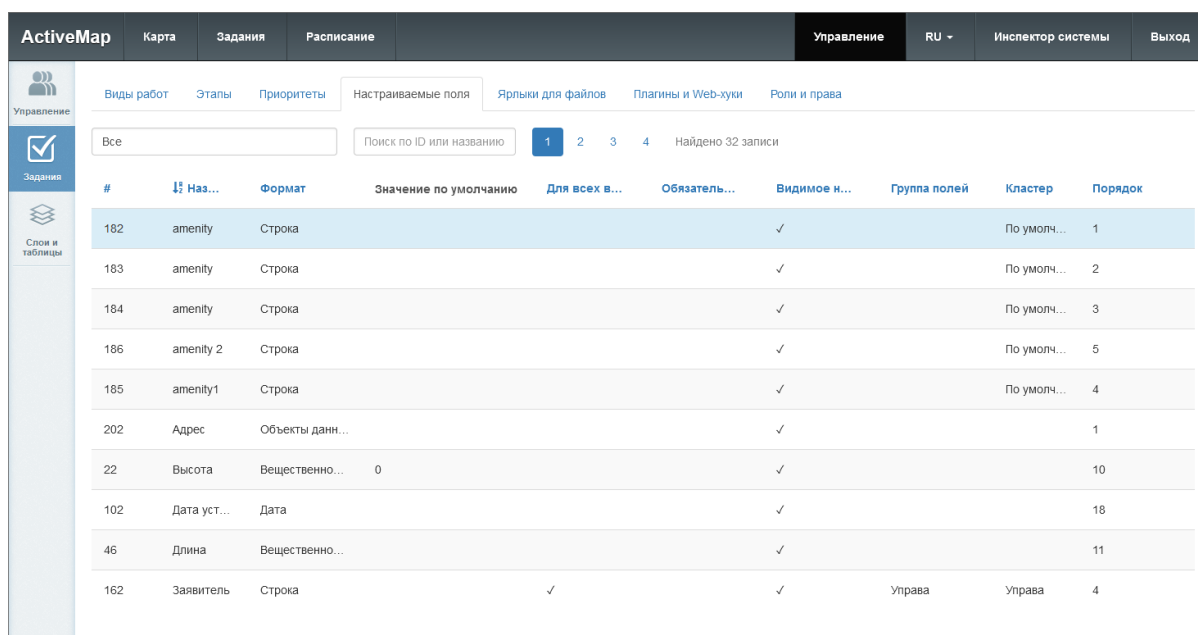 ActiveMap Карта Задания Расписание Управление RU Инспектор системы Выход
Управление
Задания
Слои и
таблицы
Виды работ Этапы Приоритеты Настраиваемые поля Ярлыки для файлов Плагины и Web-хуки Роли и права
Все Поиск по ID или названию 1 2 3 4 Найдено 32 записи
# Наз... Формат Значение по умолчанию Для всех в... Обязатель... Видимое н... Группа полей Кластер Порядок
182 amenity Строка ✓ По умолч... 1
183 amenity Строка ✓ По умолч... 2
184 amenity Строка ✓ По умолч... 3
186 amenity 2 Строка ✓ По умолч... 5
185 amenity1 Строка ✓ По умолч... 4
202 Адрес Объекты данн... ✓ 1
22 Высота Вещественно... 0 ✓ 10
102 Дата уст... Дата ✓ 18
46 Длина Вещественно... ✓ 11
162 Заявитель Строка ✓ ✓ Управа Управа 4